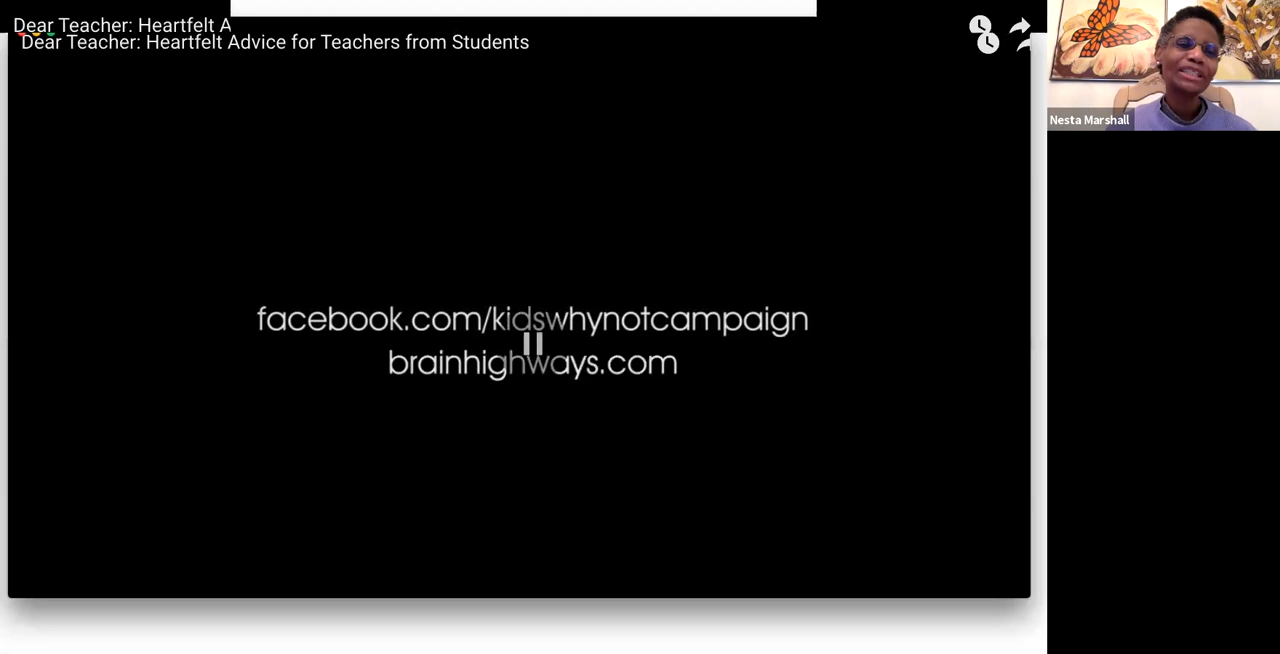 Dear Teacher: Heartfelt A
Dear Teacher: Heartfelt Advice for Teachers from Students
Nesta Marshall
facebook.com/kidswhynotcampaign
brainhighways.com